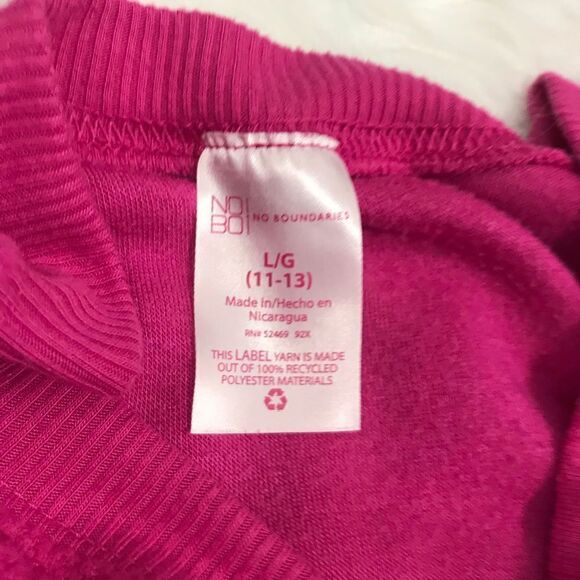 NO
BO
NO BOUNDARIES
L/G
(11-13)
Made in/Hecho en
Nicaragua
RN# 52469 92X
THIS LABEL YARN IS MADE
OUT OF 100% RECYCLED
POLYESTER MATERIALS